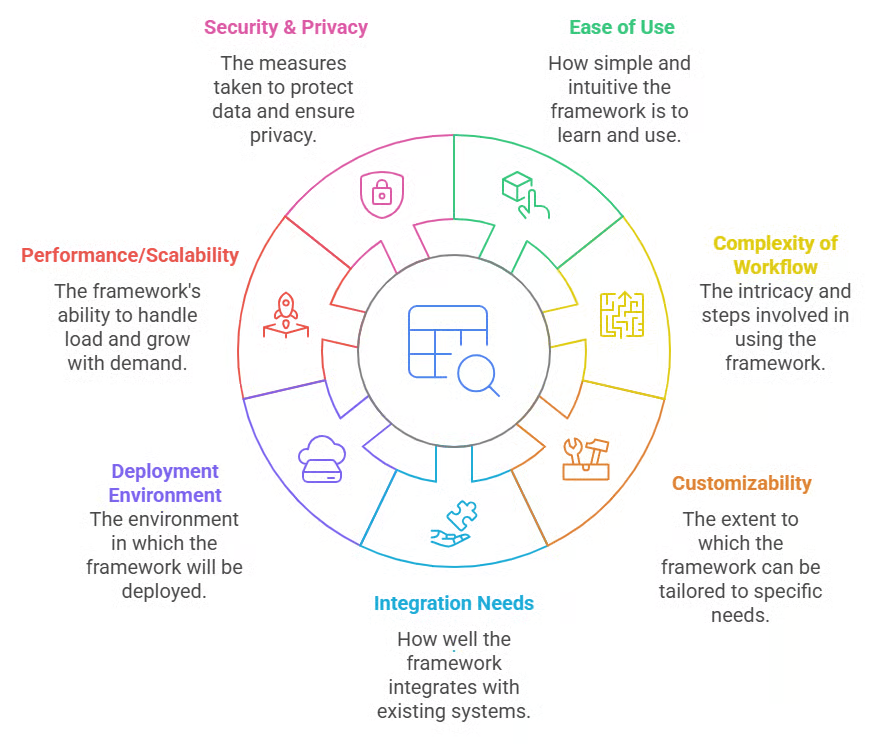 Security & Privacy
The measures
taken to protect
data and ensure
privacy.
Ease of Use
How simple and
intuitive the
framework is to
learn and use.
Complexity of
Workflow
The intricacy and
steps involved in
using the
framework.
Customizability
The extent to
which the
framework can be
tailored to specific
needs.
Integration Needs
How well the
framework
integrates with
existing systems.
Deployment
Environment
The environment
in which the
framework will be
deployed.
Performance/Scalability
The framework's
ability to handle
load and grow
with demand.